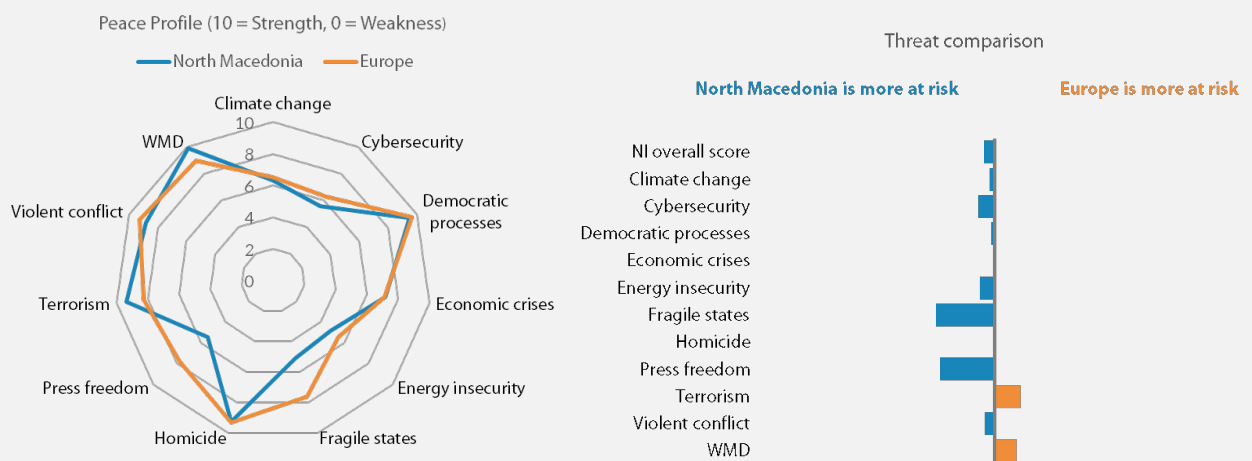 Peace Profile (10 = Strength, 0 = Weakness)
North Macedonia
Europe
Climate change
Cybersecurity
Democratic
processes
Economic crises
Energy insecurity
Fragile states
Homicide
Press freedom
Terrorism
Violent conflict
WMD
10
8
6
4
2
0
Threat comparison
North Macedonia is more at risk
Europe is more at risk
NI overall score
Climate change
Cybersecurity
Democratic processes
Economic crises
Energy insecurity
Fragile states
Homicide
Press freedom
Terrorism
Violent conflict
WMD